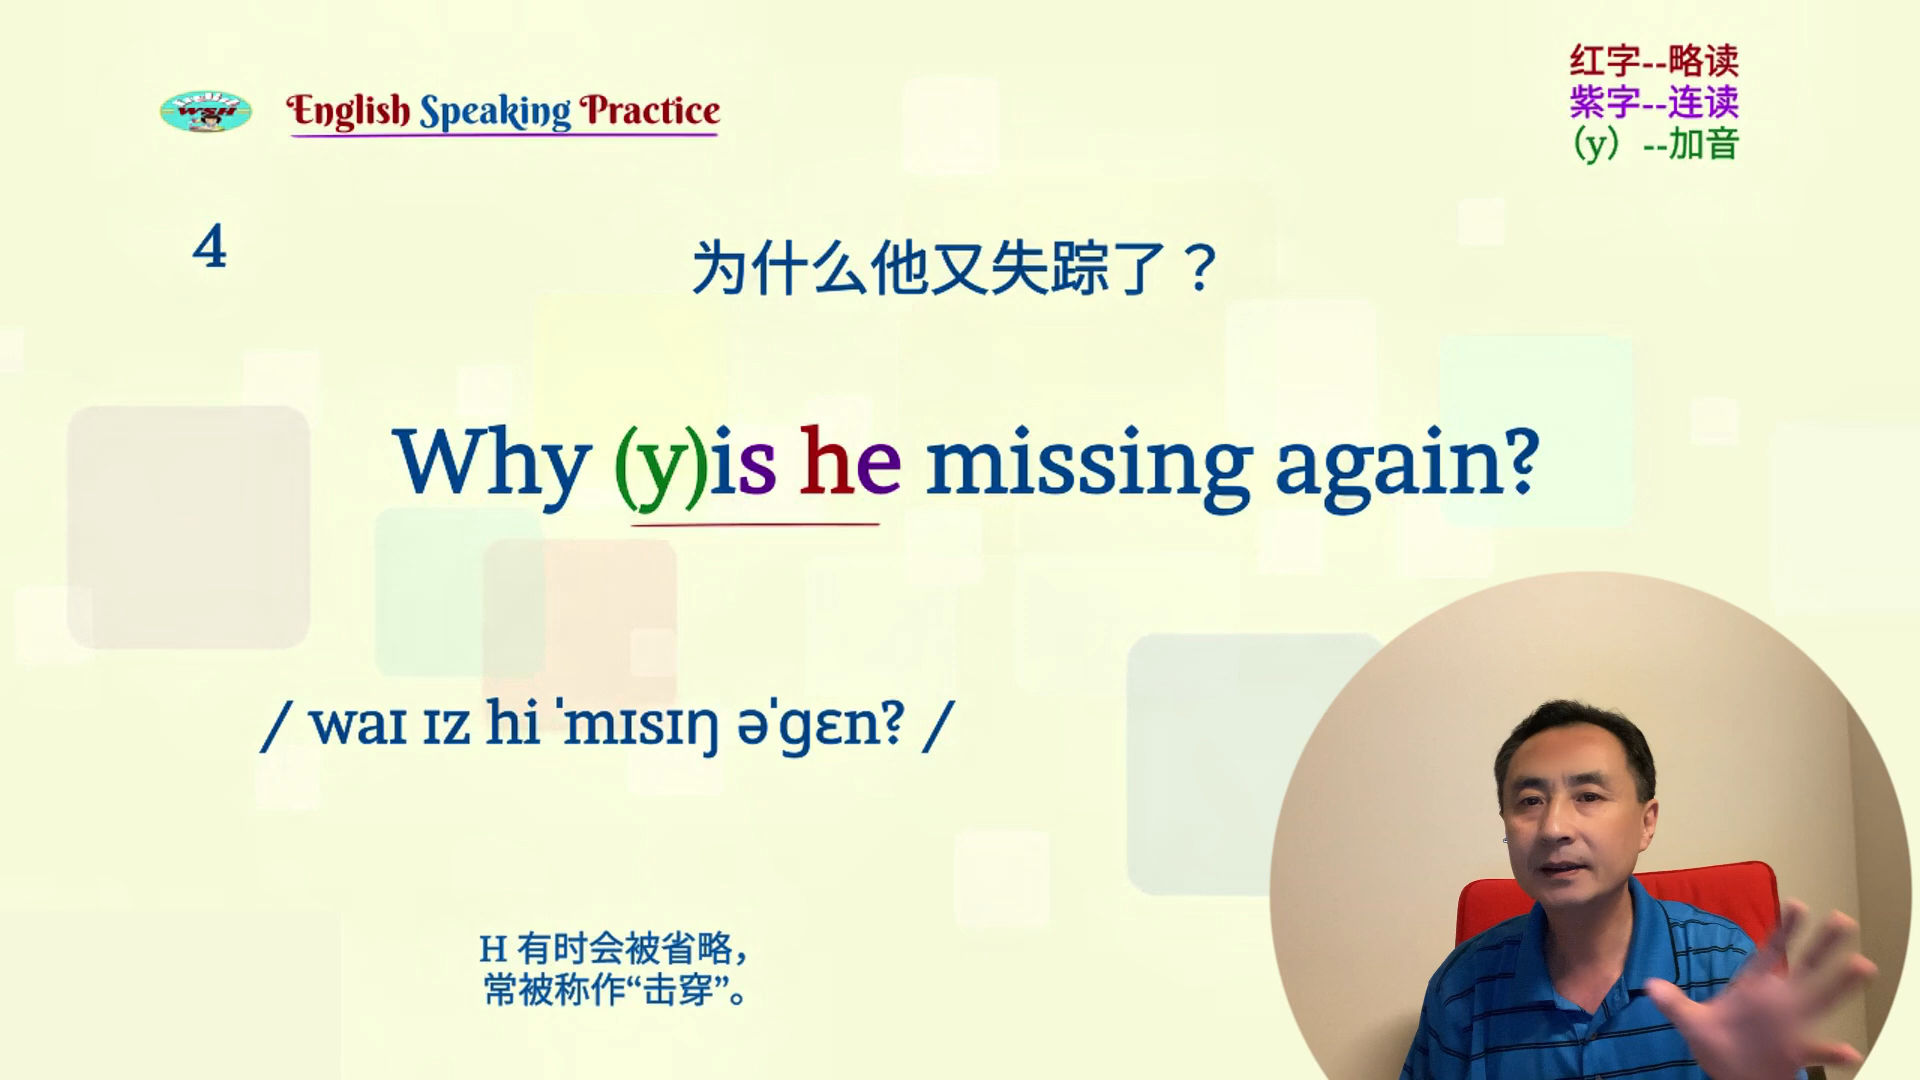 English Speaking Practice
红字--略读
紫字--连读
（y）--加音
4
为什么他又失踪了？
Why (y)is he missing again?
/ waɪ ɪz hi ˈmɪsɪŋ əˈɡɛn? /
H 有时会被省略，
常被称作“击穿”。